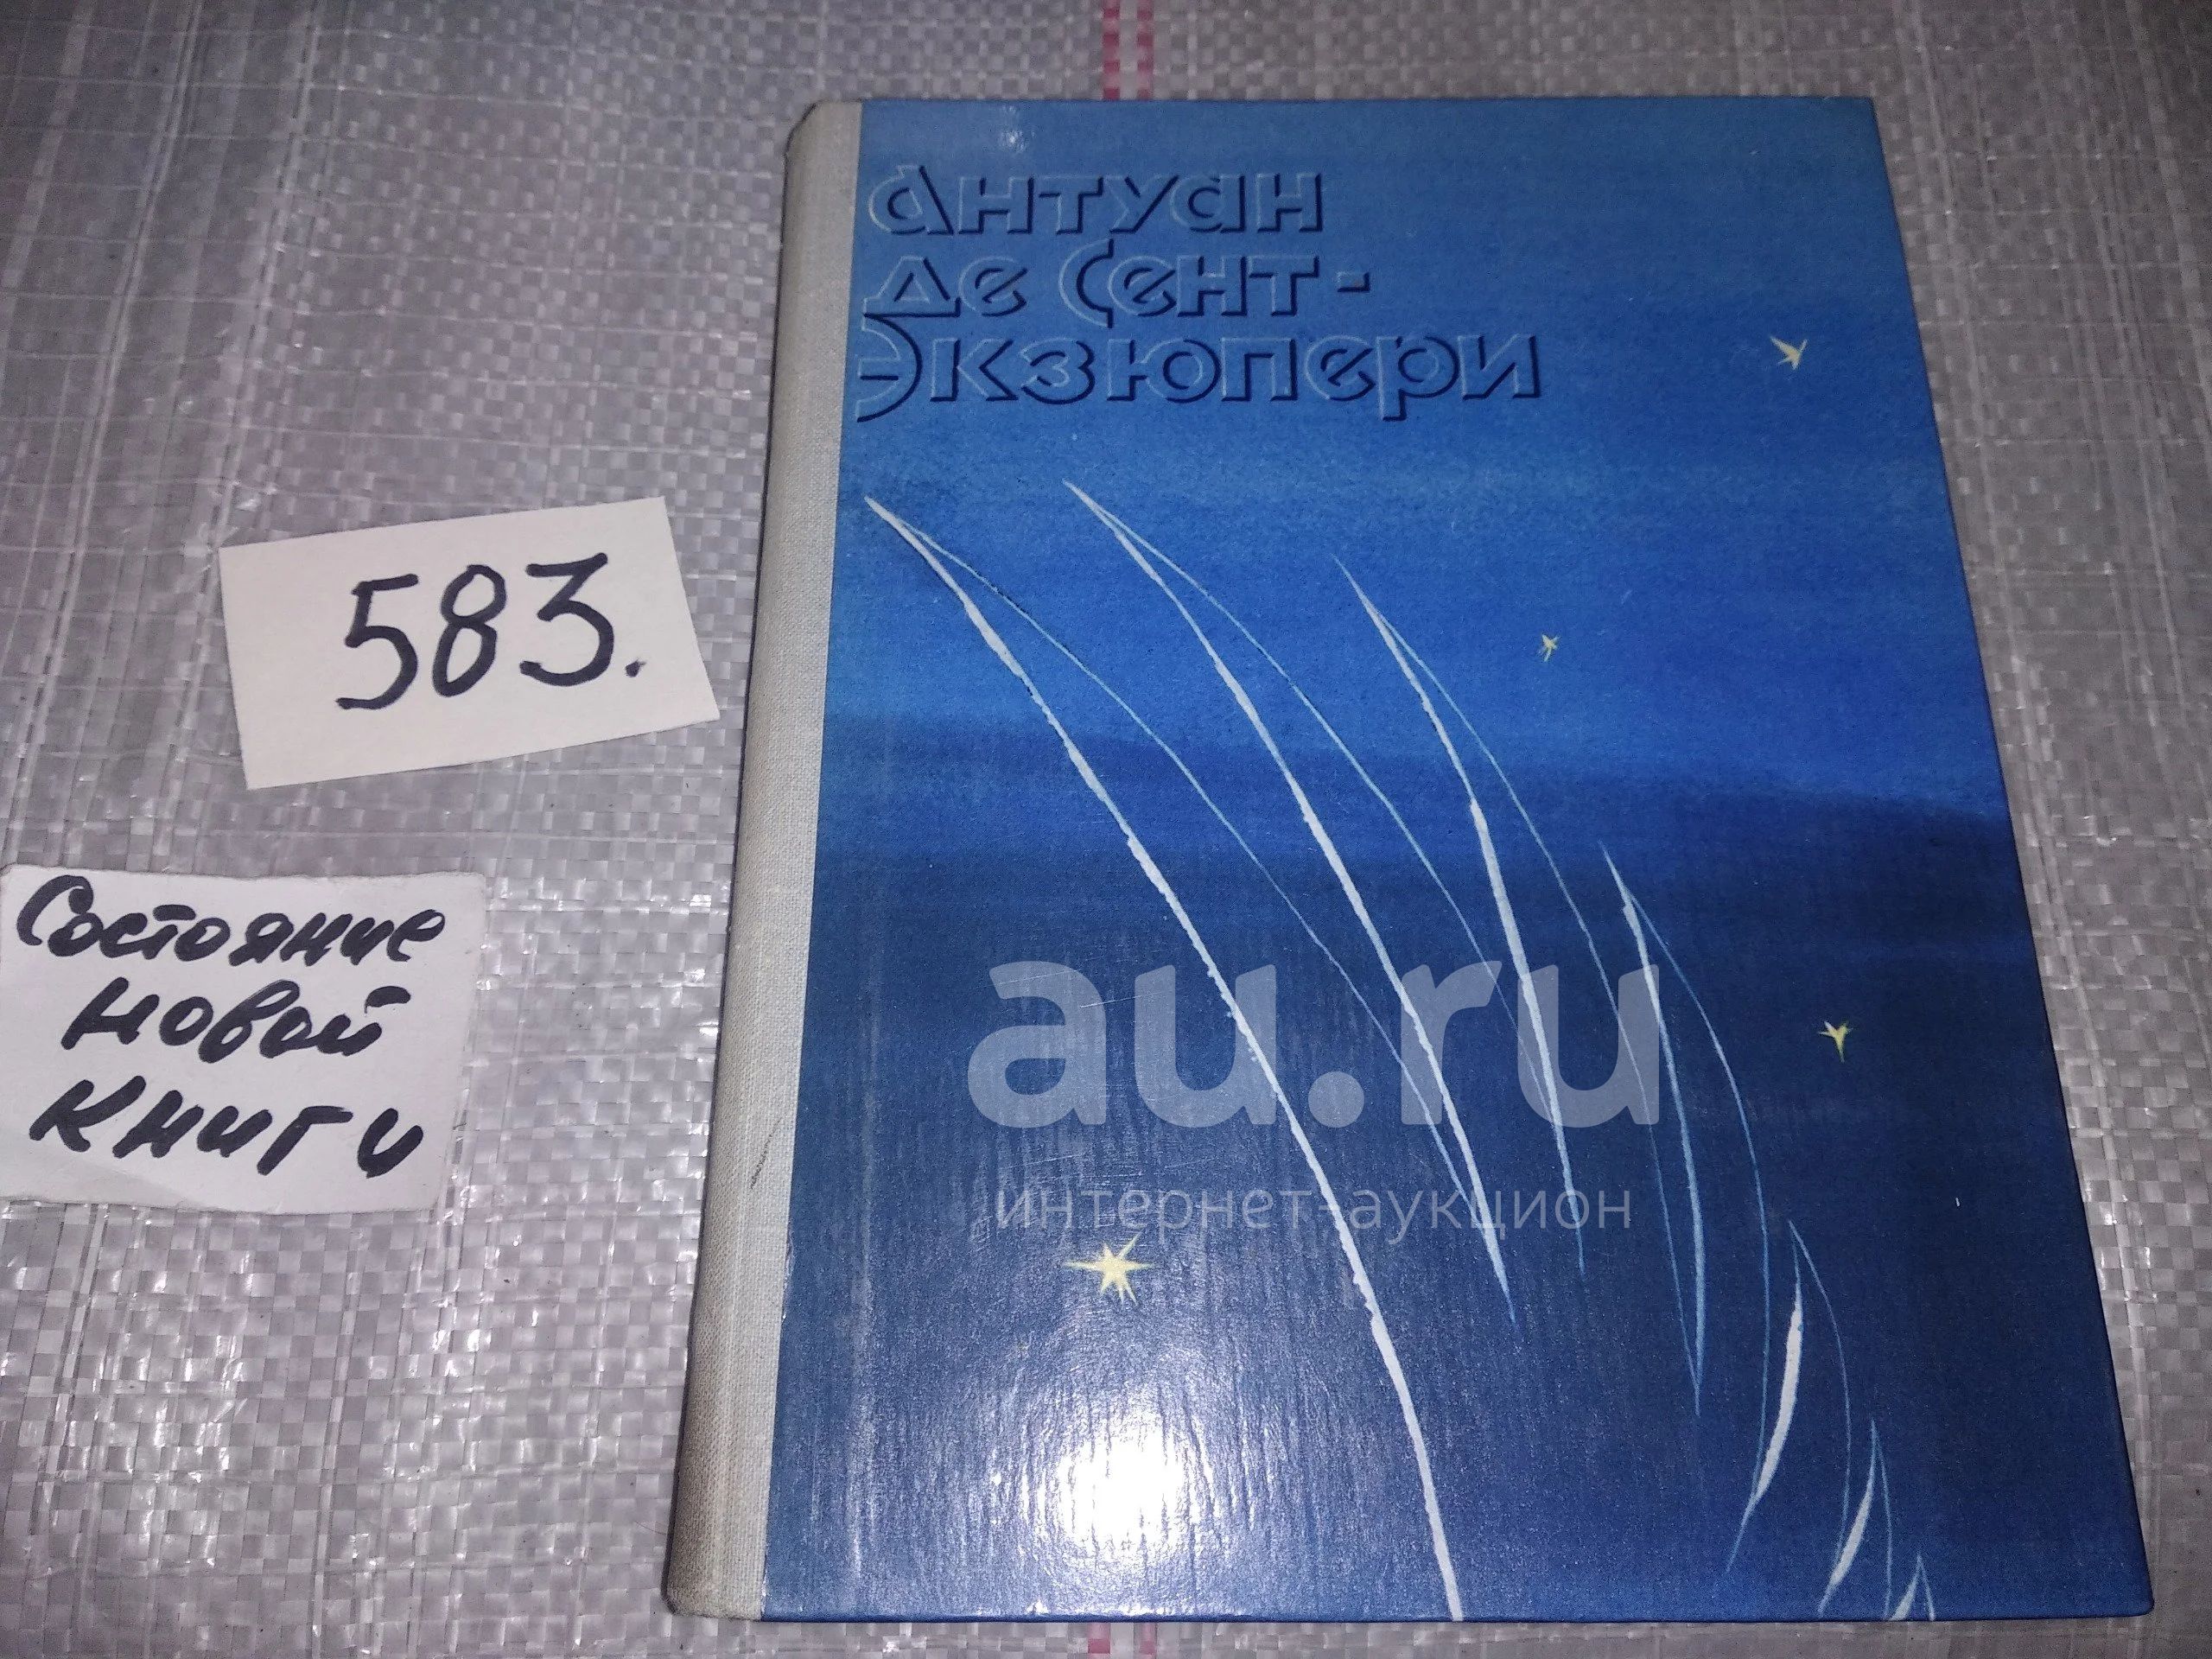 Антуан
де Сент-
Экзюпери
583.
Состояние
новой
книги
au.ru
интернет-аукцион